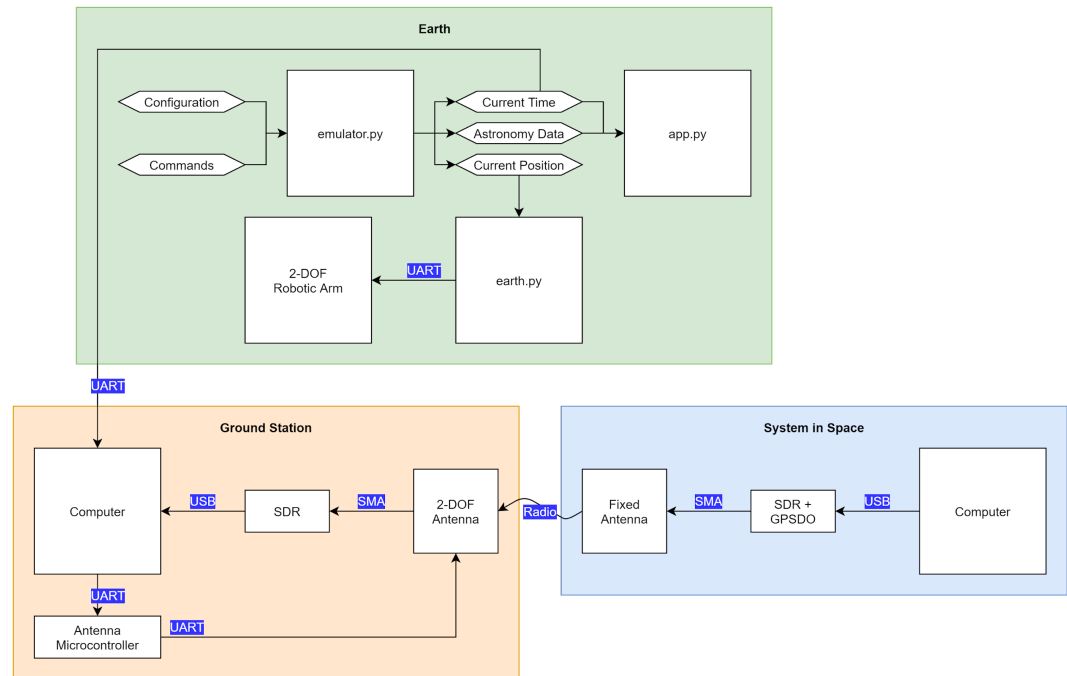 Earth
Configuration
Commands
emulator.py
Current Time
Astronomy Data
Current Position
app.py
2-DOF
Robotic Arm
UART
earth.py
UART
Ground Station
Computer
USB
SDR
SMA
2-DOF
Antenna
UART
Antenna
Microcontroller
UART
Radio
System in Space
Fixed
Antenna
SMA
SDR +
GPSDO
USB
Computer